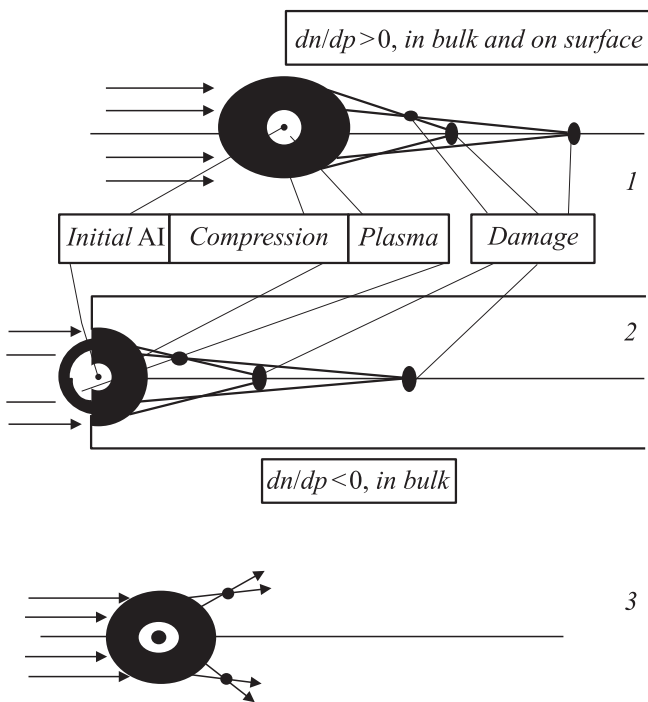 dn/dp>0, in bulk and on surface
1
Initial AI Compression Plasma Damage
2
dn/dp<0, in bulk
3